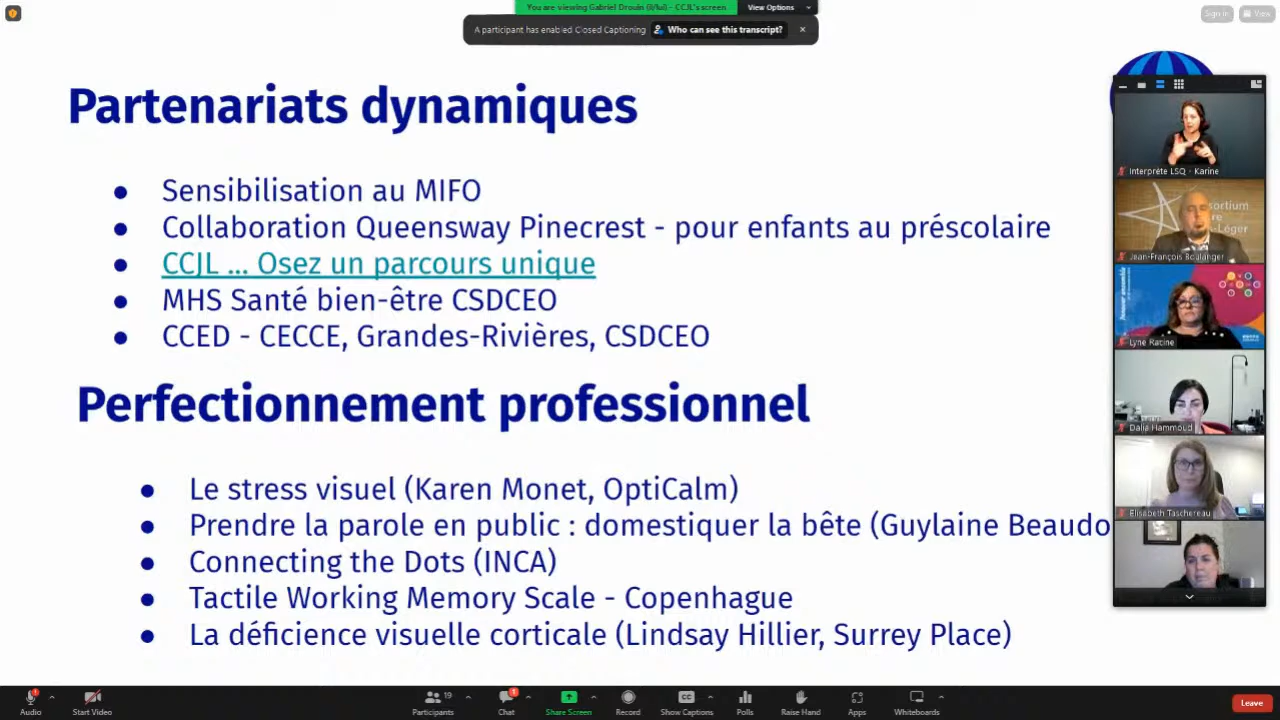 You are viewing Gabriel Drouin (il/lui) - CCJL's screen
View Options
Sign in
View
A participant has enabled Closed Captioning
Who can see this transcript?
Partenariats dynamiques
● Sensibilisation au MIFO
● Collaboration Queensway Pinecrest - pour enfants au préscolaire
● CCJL ... Osez un parcours unique
● MHS Santé bien-être CSDCEO
● CCED - CECCE, Grandes-Rivières, CSDCEO
Perfectionnement professionnel
● Le stress visuel (Karen Monet, OptiCalm)
● Prendre la parole en public : domestiquer la bête (Guylaine Beaudo
● Connecting the Dots (INCA)
● Tactile Working Memory Scale - Copenhague
● La déficience visuelle corticale (Lindsay Hillier, Surrey Place)
Interprète LSQ - Karine
Jean-François Boulanger
Lyne Racine
Dalia Hammoud
Elisabeth Taschereau
Audio
Start Video
Participants 19
Chat
Share Screen
Record
Show Captions
Polls
Raise Hand
Apps
Whiteboards
Leave